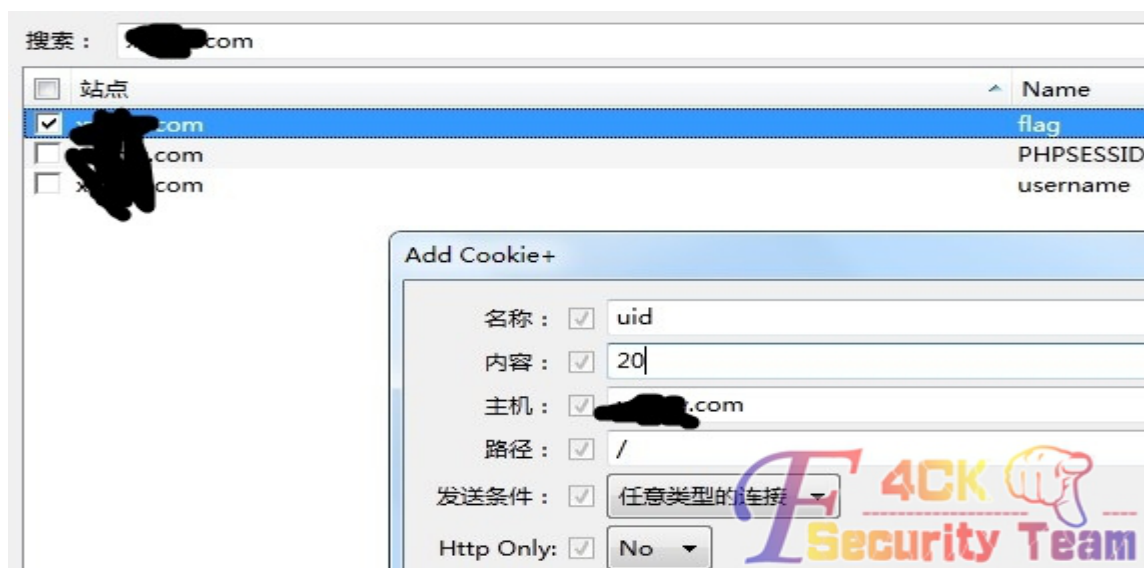 搜索： com
站点 Name
.com flag
.com PHPSESSID
x com username
Add Cookie+
名称： uid
内容： 20
主机： .com
路径： /
发送条件： 任意类型的连接
Http Only: No
F4CK
Security Team